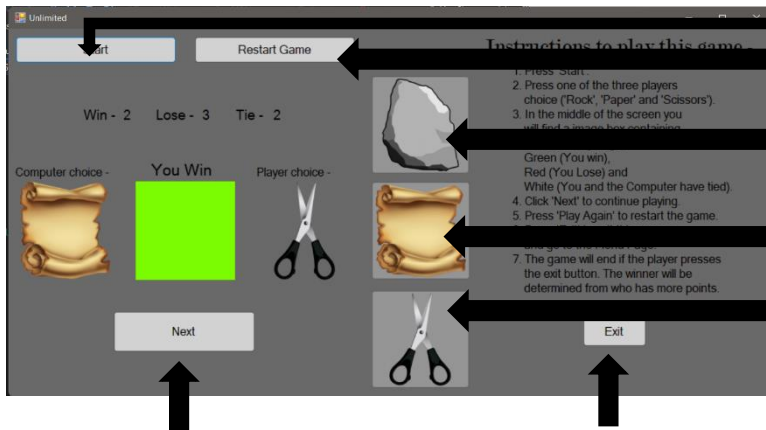 Unlimited
Restart Game
Instructions to play this game -
1. Press 'Start'.
2. Press one of the three players
choice ('Rock', 'Paper' and 'Scissors').
3. In the middle of the screen you
will find a image box containing
Green (You win),
Red (You Lose) and
White (You and the Computer have tied).
4. Click 'Next' to continue playing.
5. Press 'Play Again' to restart the game.
and go to the
7. The game will end if the player presses
the exit button. The winner will be
determined from who has more points.
Win - 2 Lose - 3 Tie - 2
Computer choice -
You Win
Player choice -
Next
Exit